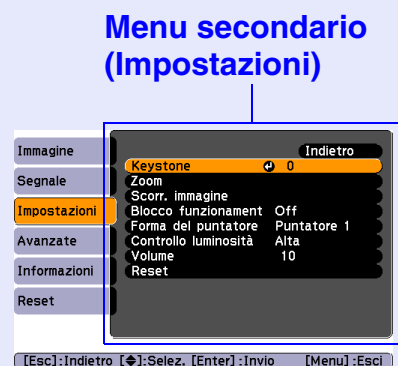 Menu secondario
(Impostazioni)
Immagine
Segnale
Impostazioni
Avanzate
Informazioni
Reset
Indietro
Keystone 0
Zoom
Scorr. immagine
Blocco funzionament Off
Forma del puntatore Puntatore 1
Controllo luminosità Alta
Volume 10
Reset
[Esc]:Indietro [◆]:Selez. [Enter]:Invio [Menu]:Esci